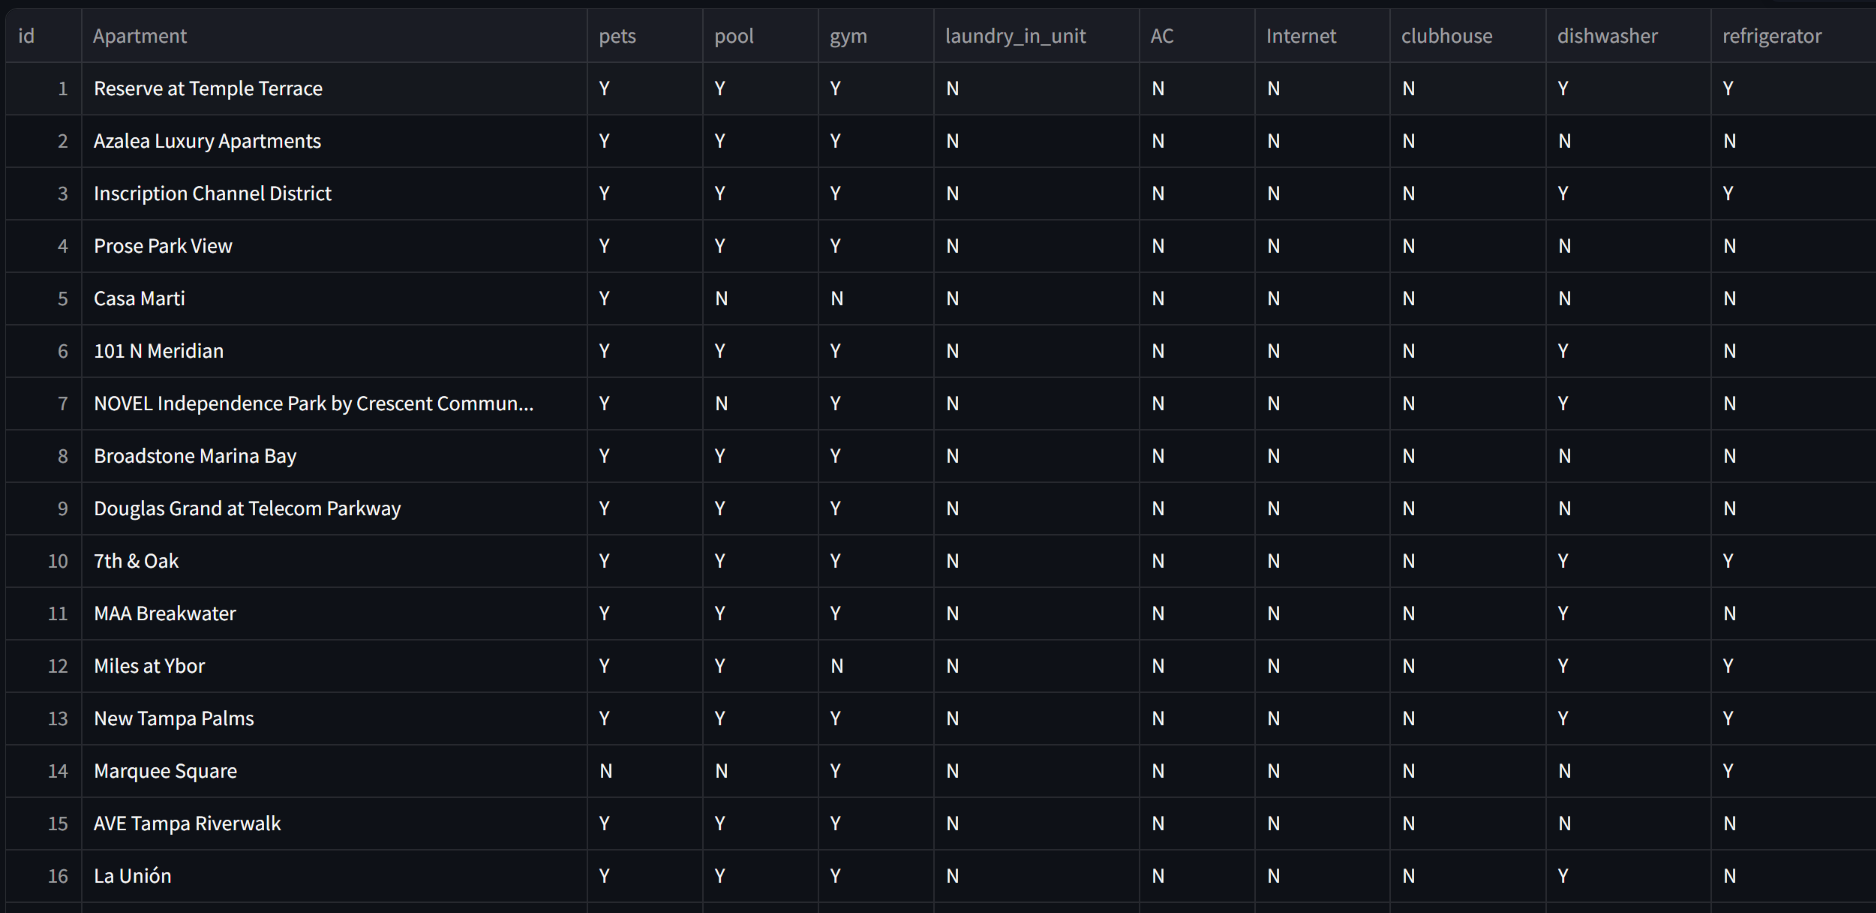 id Apartment pets pool gym laundry_in_unit AC Internet clubhouse dishwasher refrigerator
1 Reserve at Temple Terrace Y Y Y N N N N Y Y
2 Azalea Luxury Apartments Y Y Y N N N N N N
3 Inscription Channel District Y Y Y N N N N Y Y
4 Prose Park View Y Y Y N N N N N N
5 Casa Marti Y N N N N N N N N
6 101 N Meridian Y Y Y N N N N Y N
7 NOVEL Independence Park by Crescent Commun... Y N Y N N N N Y N
8 Broadstone Marina Bay Y Y Y N N N N N N
9 Douglas Grand at Telecom Parkway Y Y Y N N N N N N
10 7th & Oak Y Y Y N N N N Y Y
11 MAA Breakwater Y Y Y N N N N Y N
12 Miles at Ybor Y Y N N N N N Y Y
13 New Tampa Palms Y Y Y N N N N Y Y
14 Marquee Square N N Y N N N N N Y
15 AVE Tampa Riverwalk Y Y Y N N N N N N
16 La Unión Y Y Y N N N N Y N